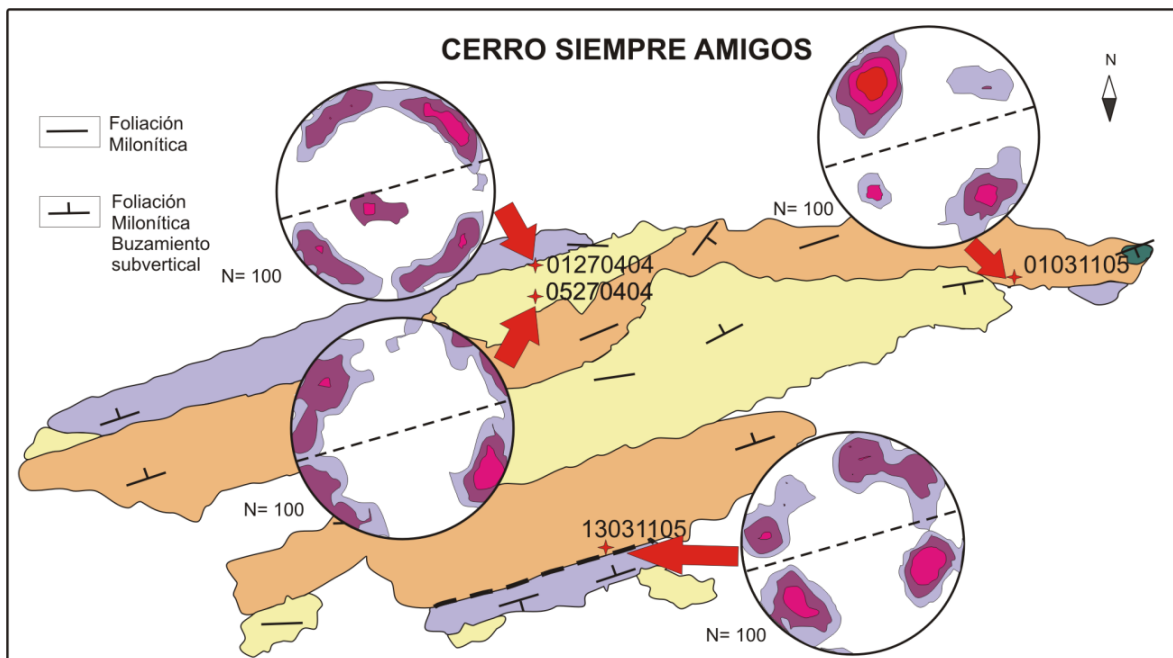 CERRO SIEMPRE AMIGOS
N
Foliación
Milonítica
Foliación
Milonítica
Buzamiento
subvertical
N= 100
N= 100
01270404
05270404
01031105
N= 100
13031105
N= 100